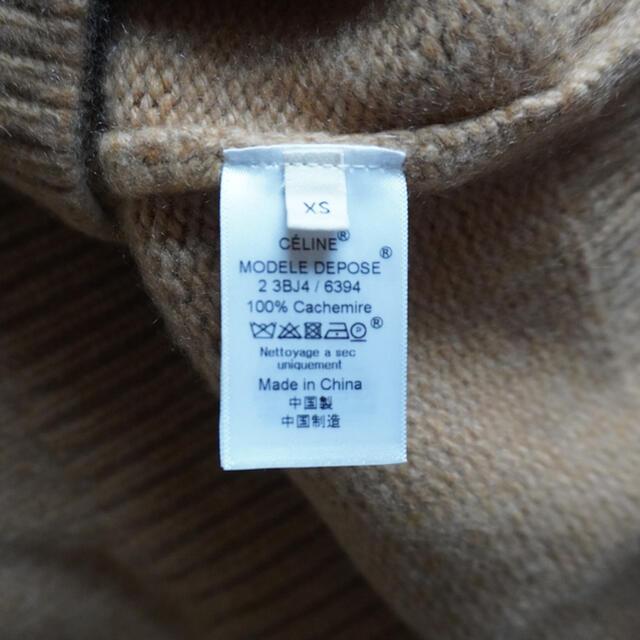 XS
CÉLINE®
MODELE DEPOSE®
2 3BJ4 / 6394
100% Cachemire
P®
Nettoyage a sec
uniquement
Made in China
中国製
中国制造